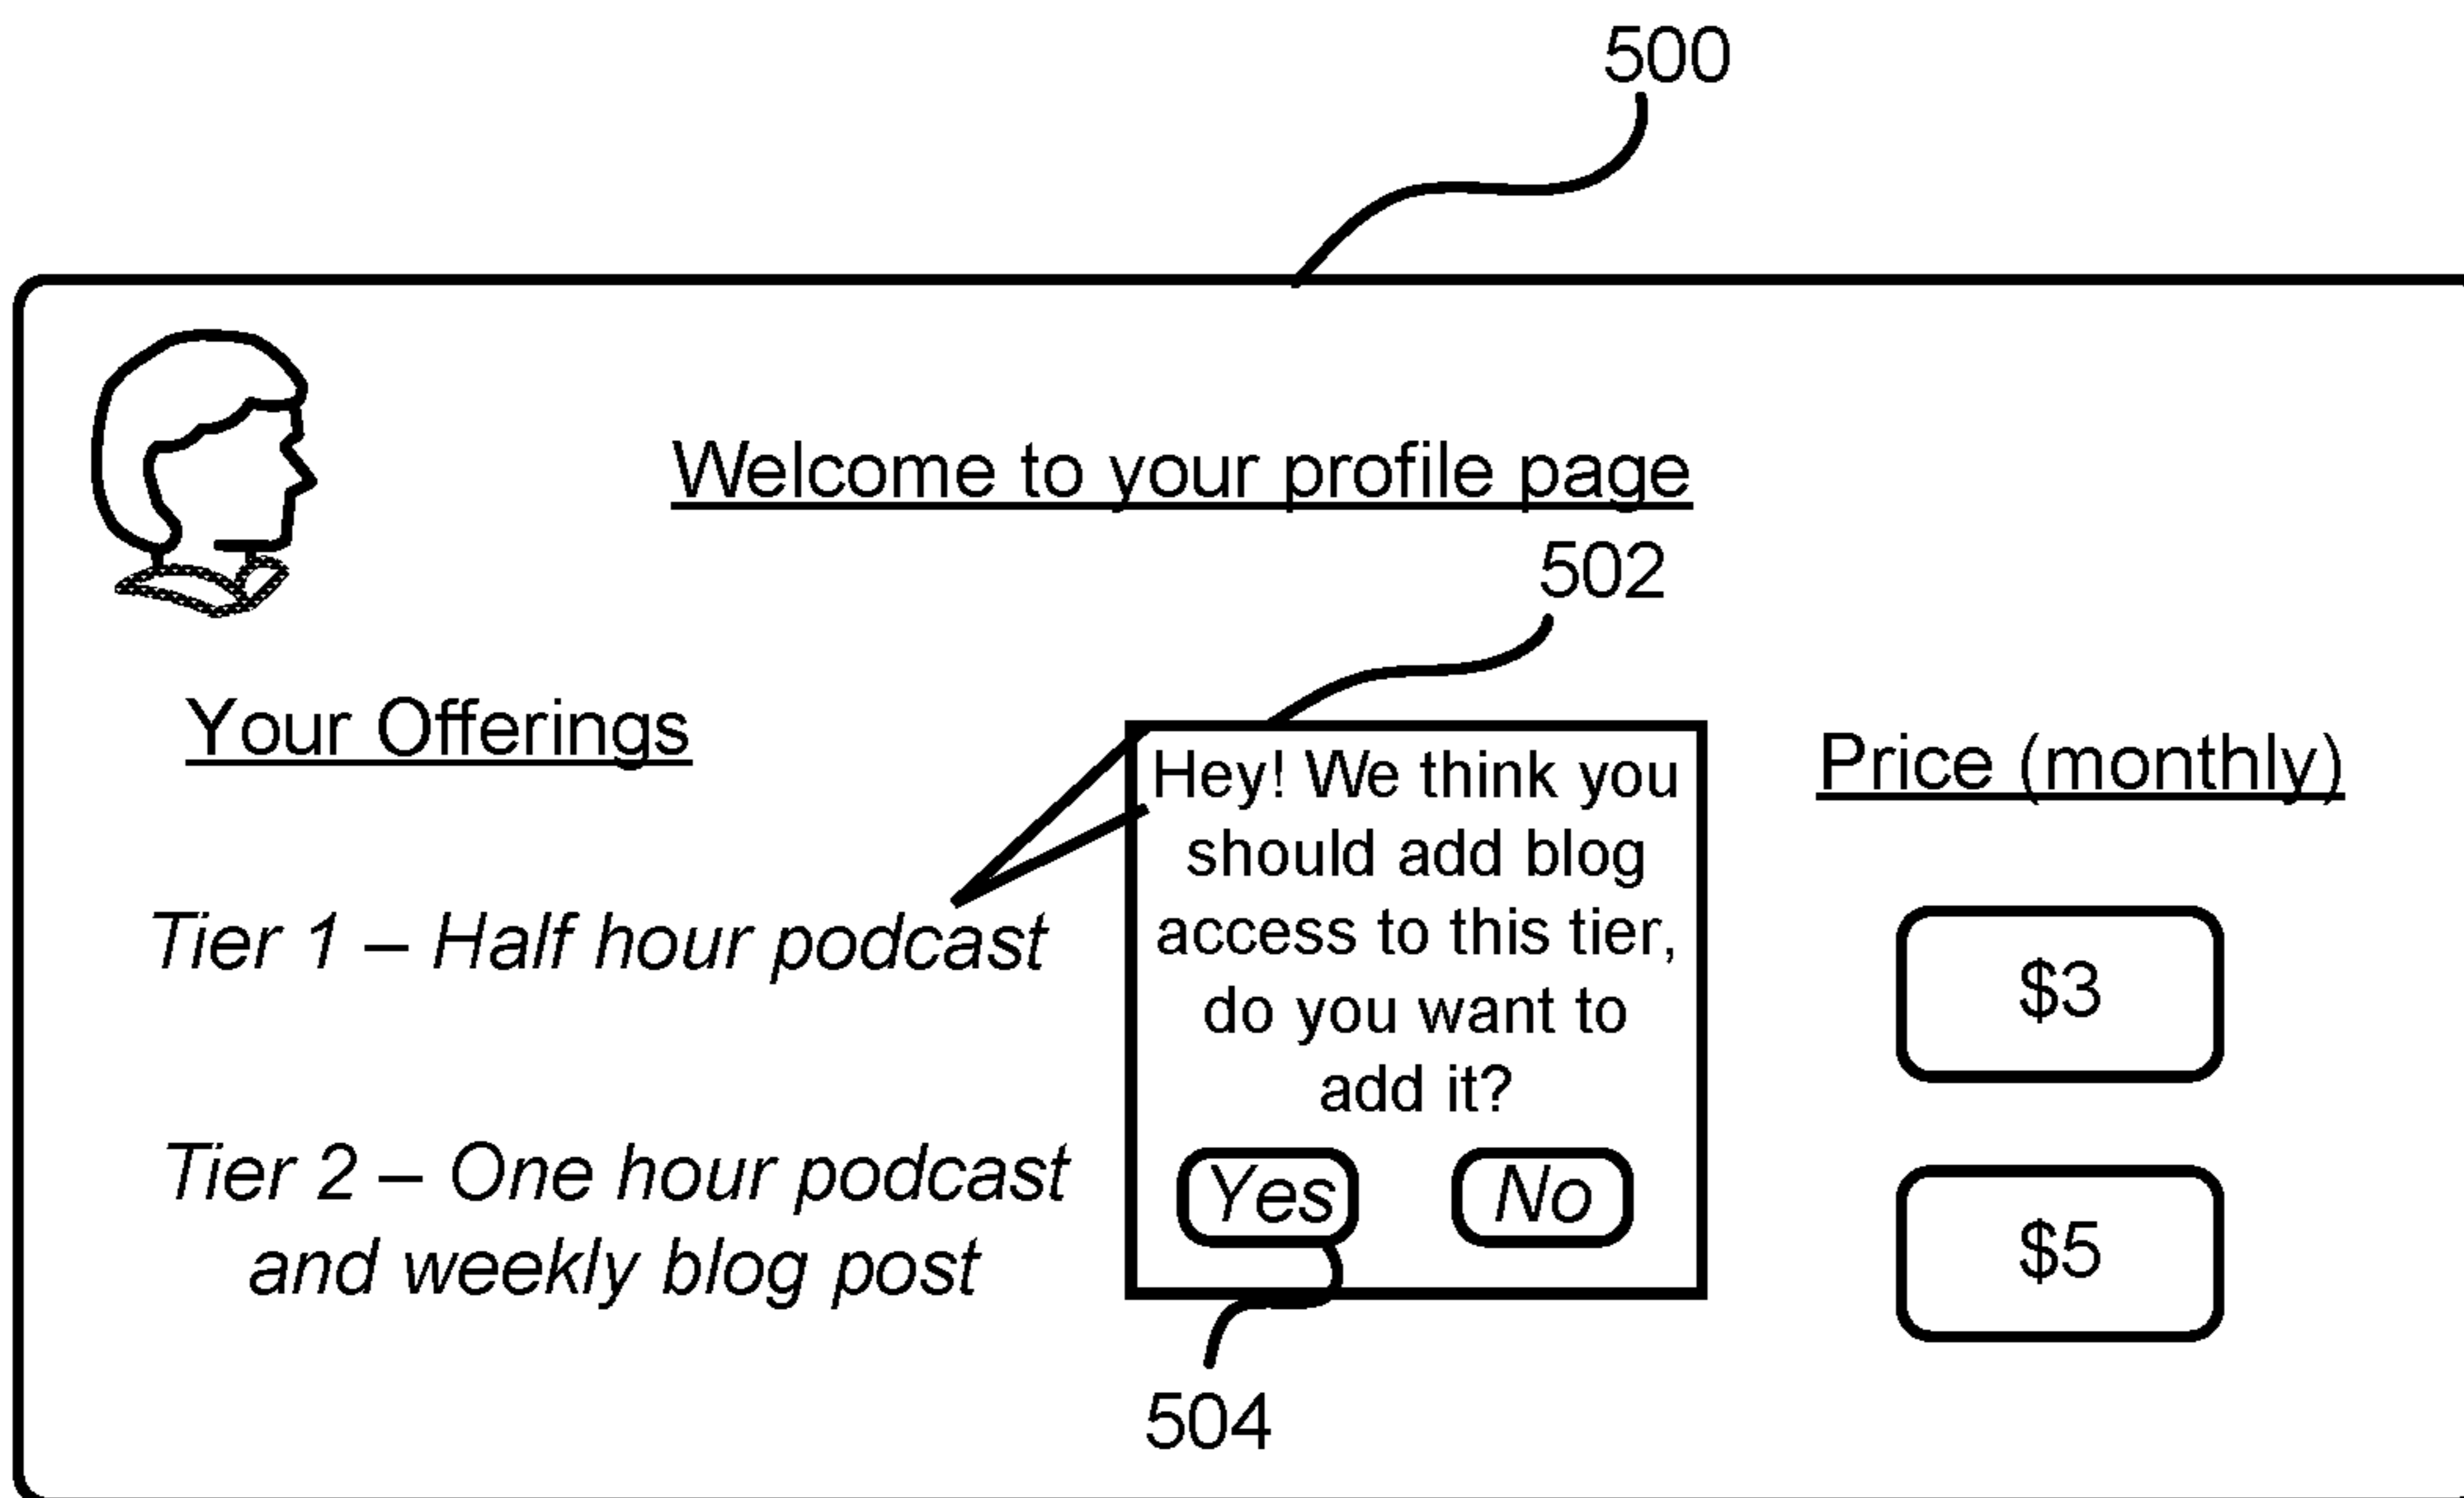 500
Welcome to your profile page
502
Your Offerings
Hey! We think you
should add blog
access to this tier,
do you want to
add it?
Yes
No
Price (monthly)
Tier 1 – Half hour podcast
$3
Tier 2 – One hour podcast
and weekly blog post
$5
504